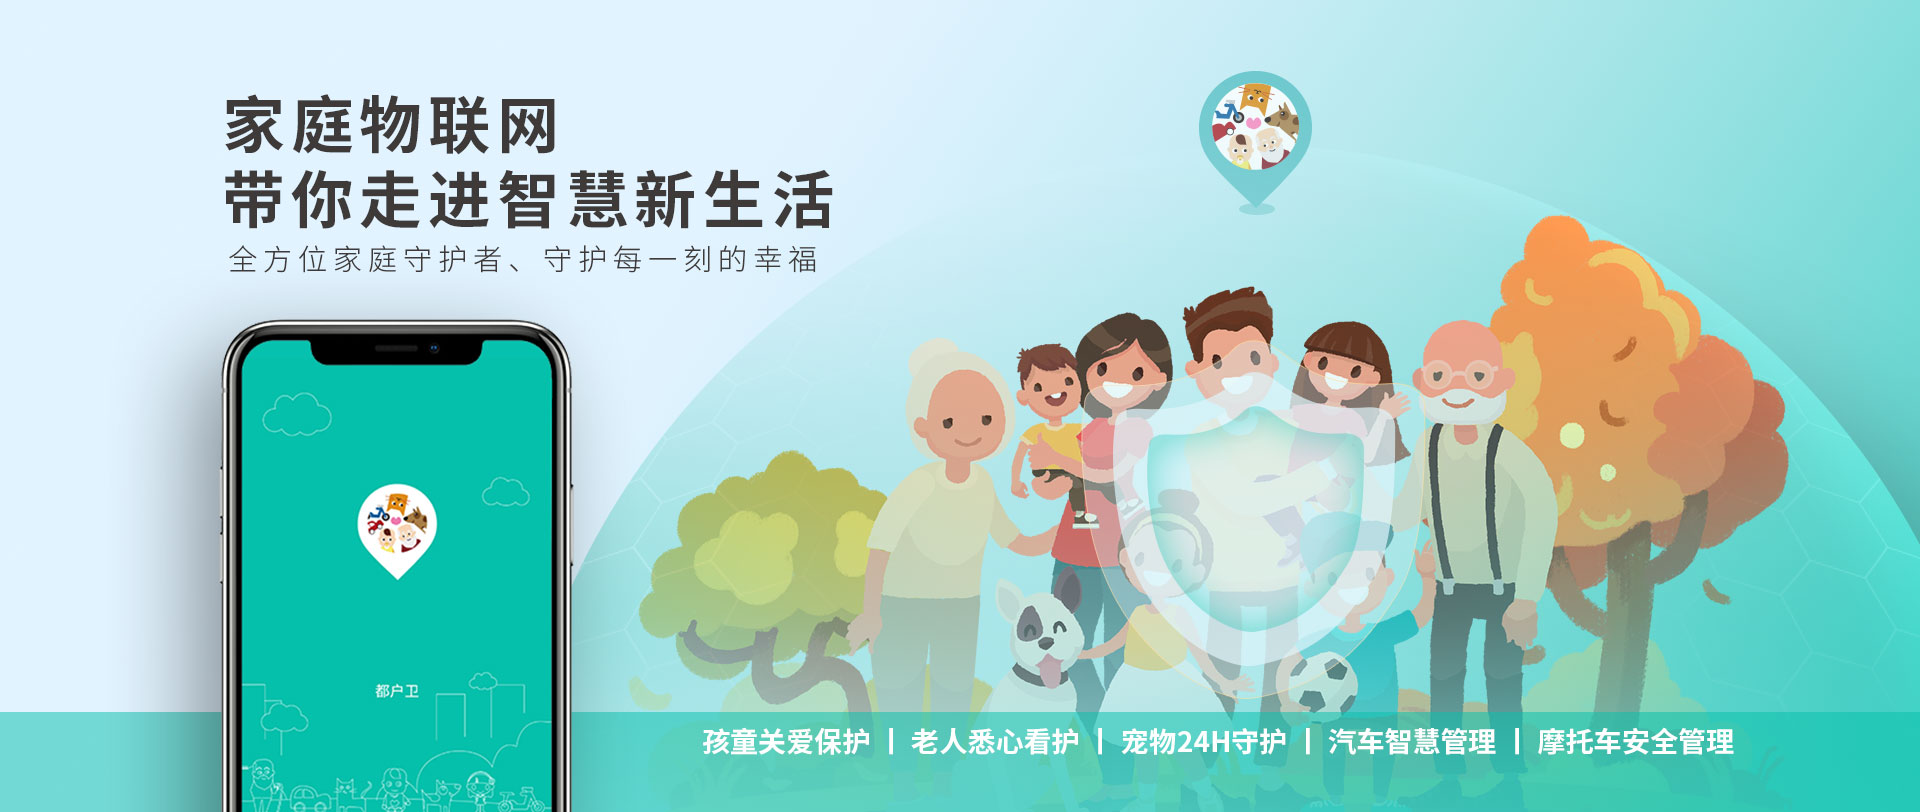 家庭物联网
带你走进智慧新生活
全方位家庭守护者、守护每一刻的幸福
都户卫
孩童关爱保护 | 老人悉心看护 | 宠物24H守护 | 汽车智慧管理 | 摩托车安全管理